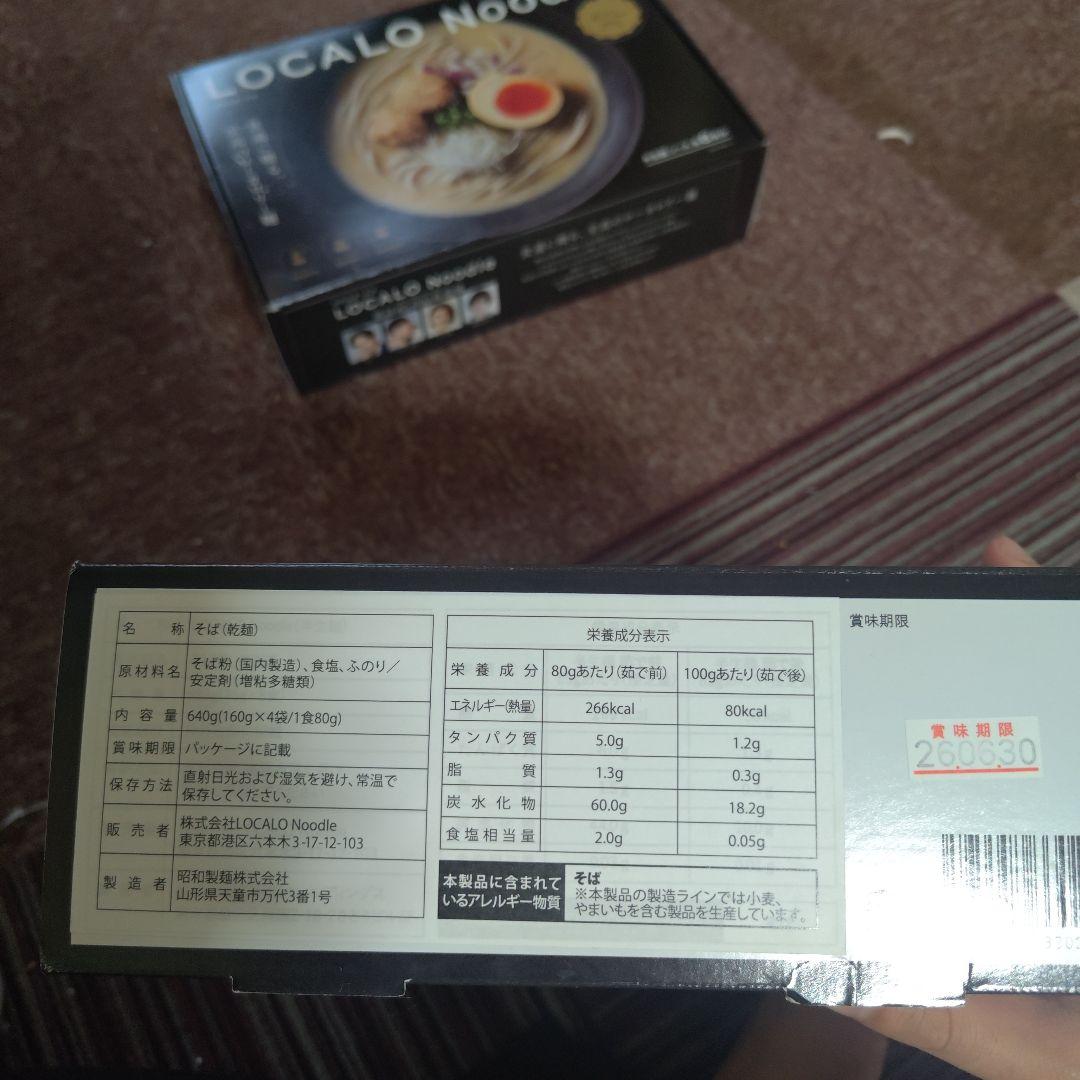 LOCALO Noodle
LOCALO Noodle
名称 そば(乾麺)
原材料名 そば粉(国内製造)、食塩、ふのり/
安定剤(増粘多糖類)
内容量 640g(160g×4袋/1食80g)
賞味期限 パッケージに記載
保存方法 直射日光および湿気を避け、常温で
保存してください。
販売者 株式会社LOCALO Noodle
東京都港区六本木3-17-12-103
製造者 昭和製麺株式会社
山形県天童市万代3番1号
栄養成分表示
栄養成分 80gあたり(茹で前) 100gあたり(茹で後)
エネルギー(熱量) 266kcal 80kcal
タンパク質 5.0g 1.2g
脂質 1.3g 0.3g
炭水化物 60.0g 18.2g
食塩相当量 2.0g 0.05g
本製品に含まれて
いるアレルギー物質
そば
※本製品の製造ラインでは小麦、
やまいもを含む製品を生産しています。
賞味期限
賞味期限
26.06.30